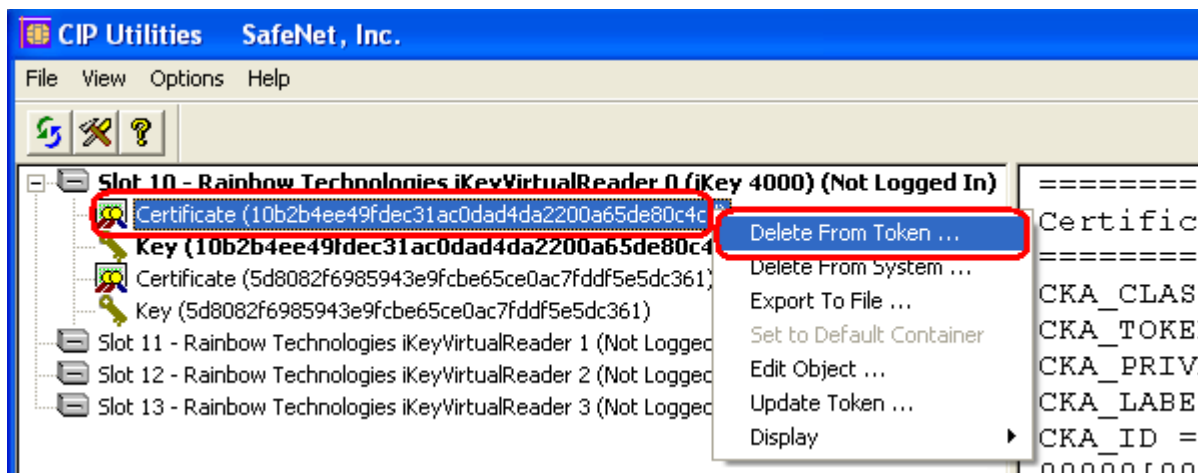 CIP Utilities SafeNet, Inc.
File View Options Help
Slot 10 - Rainbow Technologies iKeyVirtualReader 0 (iKey 4000) (Not Logged In)
Certificate (10b2b4ee49fdec31ac0dad4da2200a65de80c4c
Key (10b2b4ee49fdec31ac0dad4da2200a65de80c4
Certificate (5d8082f6985943e9fcbe65ce0ac7fddf5e5dc361)
Key (5d8082f6985943e9fcbe65ce0ac7fddf5e5dc361)
Slot 11 - Rainbow Technologies iKeyVirtualReader 1 (Not Logged
Slot 12 - Rainbow Technologies iKeyVirtualReader 2 (Not Logged
Slot 13 - Rainbow Technologies iKeyVirtualReader 3 (Not Logged
Delete From Token ...
Delete From System ...
Export To File ...
Set to Default Container
Edit Object ...
Update Token ...
Display
=========
Certific
=========
CKA_CLAS
CKA_TOKE
CKA_PRIV
CKA_LABE
CKA_ID =